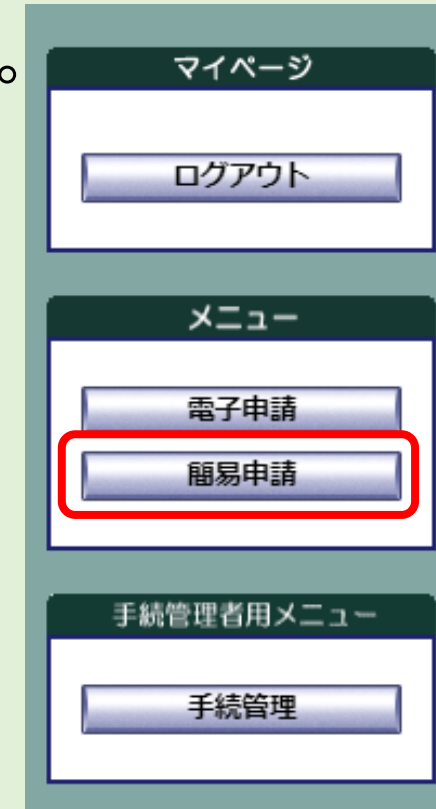 。
マイページ
ログアウト
メニュー
電子申請
簡易申請
手続管理者用メニュー
手続管理